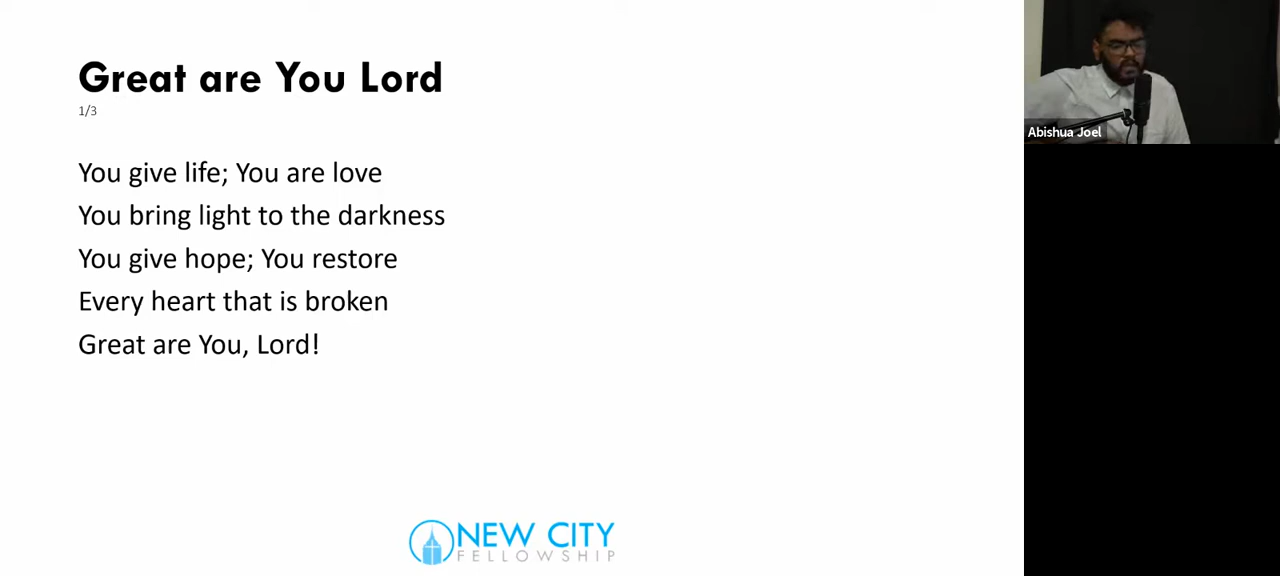 Great are You Lord
1/3
You give life; You are love
You bring light to the darkness
You give hope; You restore
Every heart that is broken
Great are You, Lord!
NEW CITY
FELLOWSHIP
Abishua Joel